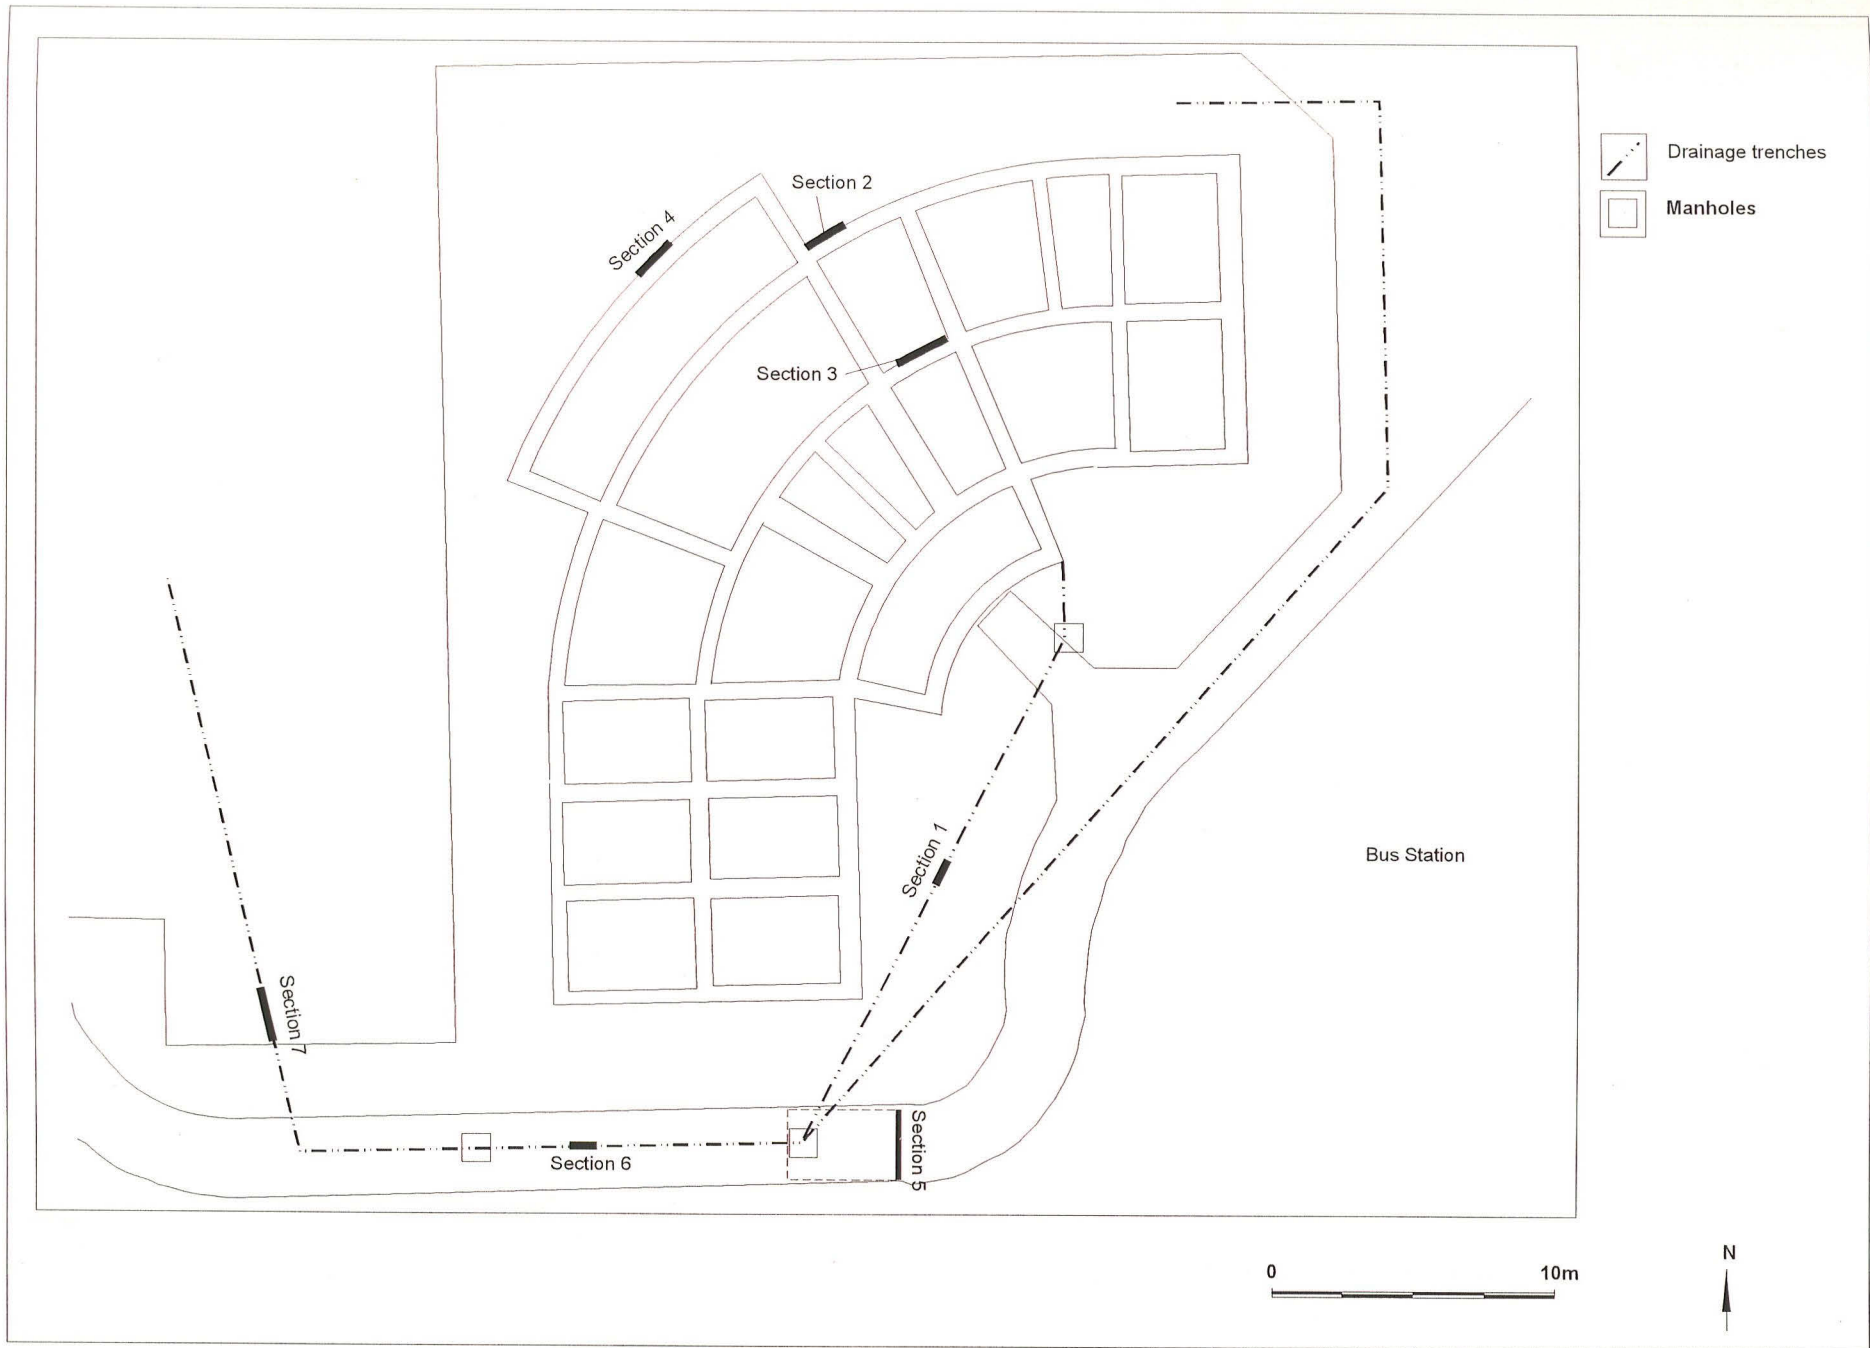 Drainage trenches
Section 2
Manholes
Section 4
Section 3
Section 1
Bus Station
Section 7
Section 5
Section 6
N
0 10m